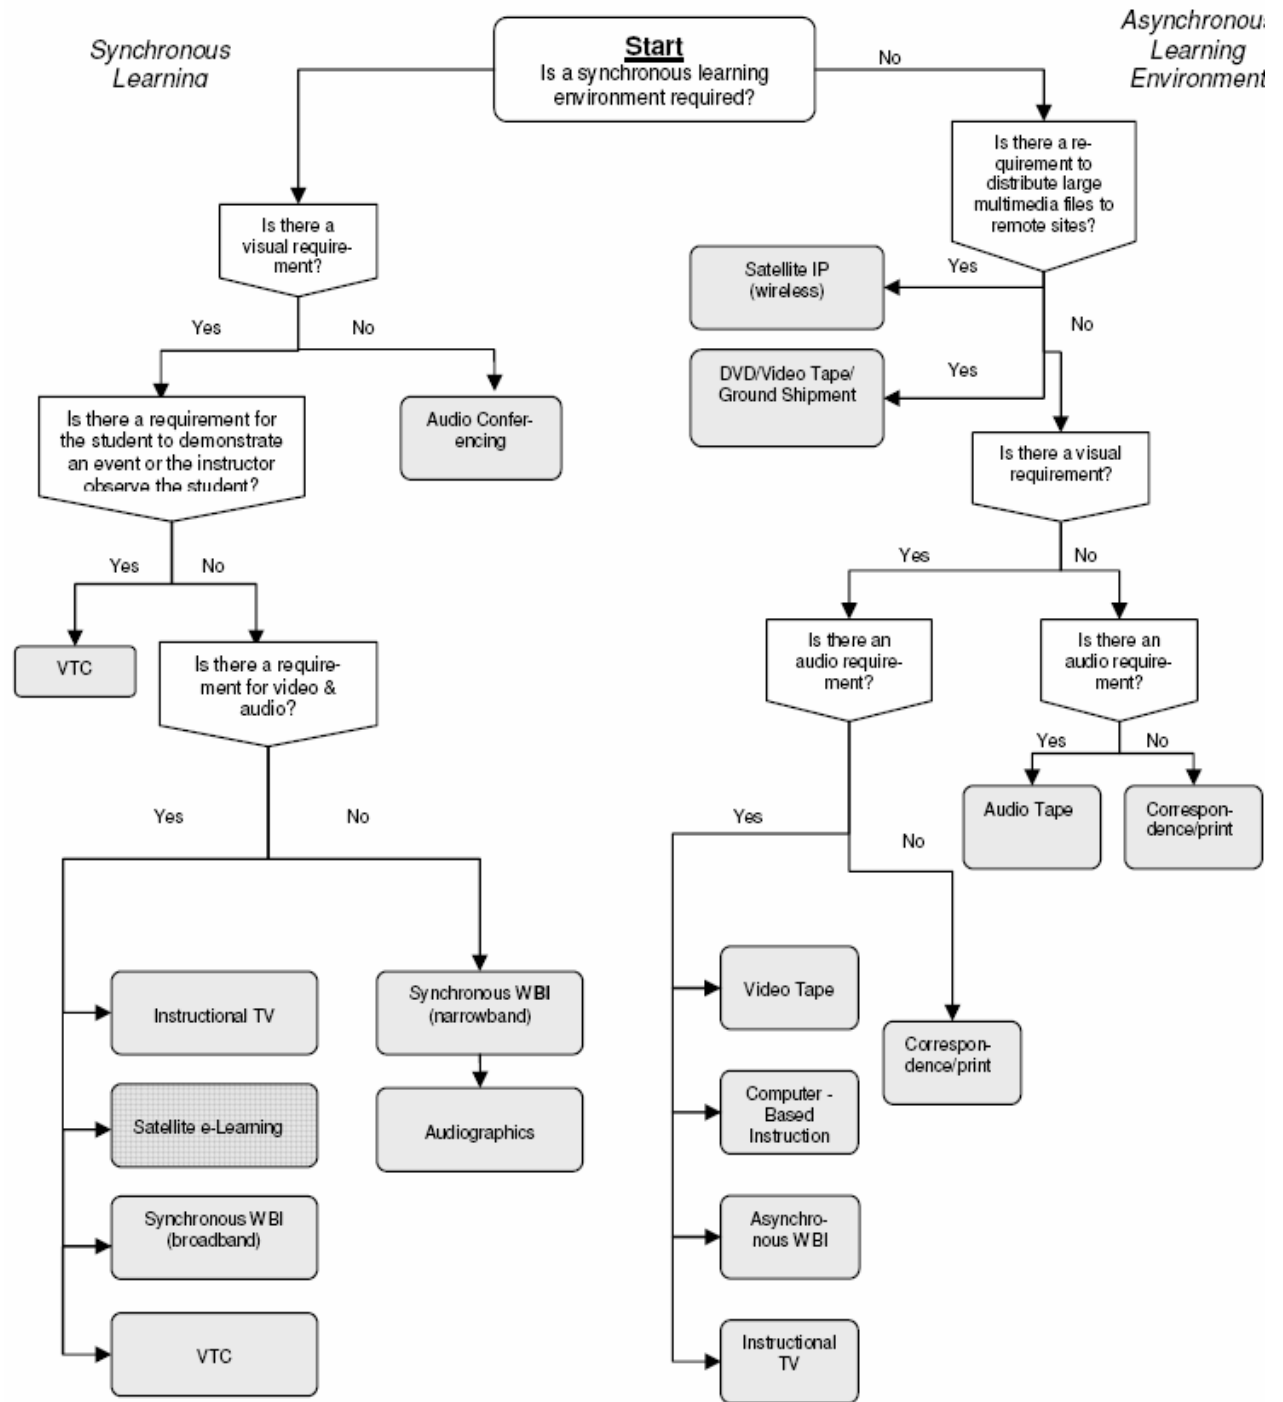 Synchronous
Learning
Start
Is a synchronous learning
environment required?
No
Asynchronous
Learning
Environment
Is there a
visual require-
ment?
Yes
No
Is there a requirement for
the student to demonstrate
an event or the instructor
observe the student?
Audio Confer-
encing
Yes
No
VTC
Is there a require-
ment for video &
audio?
Yes
No
Instructional TV
Satellite e-Learning
Synchronous WBI
(broadband)
VTC
Synchronous WBI
(narrowband)
Audiographics
Is there a re-
quirement to
distribute large
multimedia files to
remote sites?
Yes
Satellite IP
(wireless)
No
Yes
DVD/Video Tape/
Ground Shipment
Is there a visual
requirement?
Yes
No
Is there an
audio require-
ment?
Is there an
audio require-
ment?
Yes
No
Audio Tape
Correspon-
dence/print
Yes
No
Video Tape
Computer -
Based
Instruction
Asynchro-
nous WBI
Instructional
TV
Correspon-
dence/print